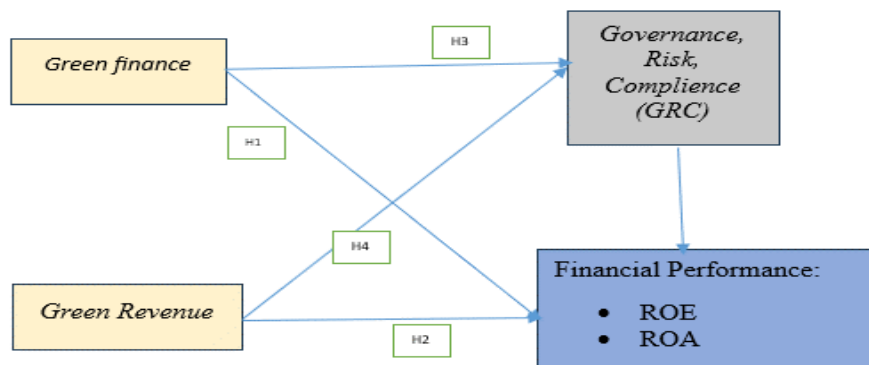 Green finance
H3
Governance,
Risk,
Complience
(GRC)
H1
H4
Green Revenue
H2
Financial Performance:
• ROE
• ROA